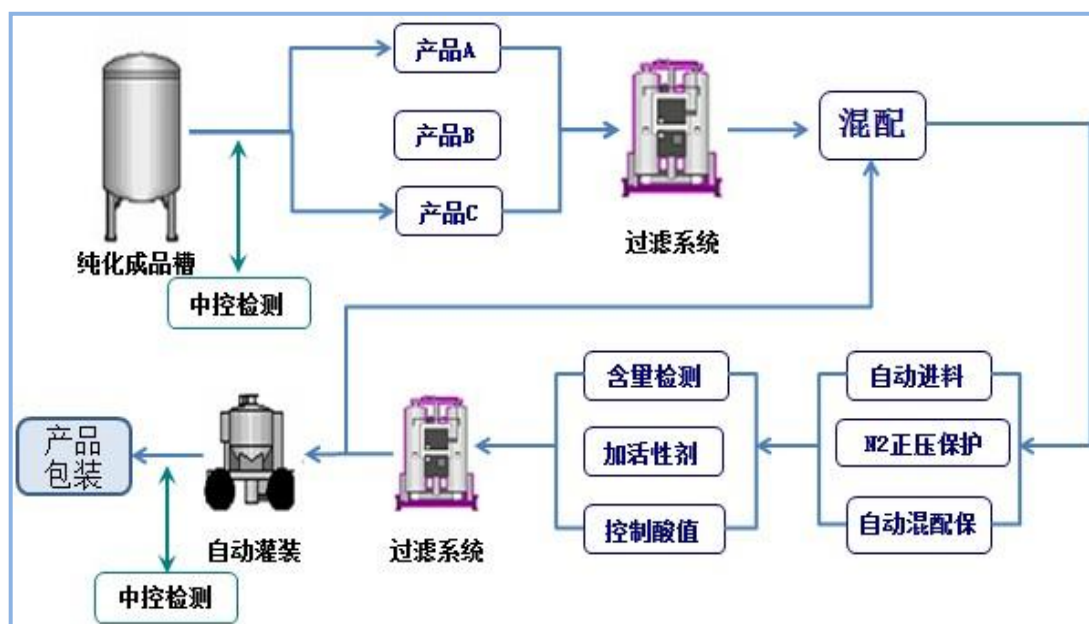 产品A
产品B
产品C
混配
过滤系统
纯化成品槽
中控检测
含量检测
加活性剂
控制酸值
自动进料
N2正压保护
自动混配保
产品
包装
自动灌装
过滤系统
中控检测